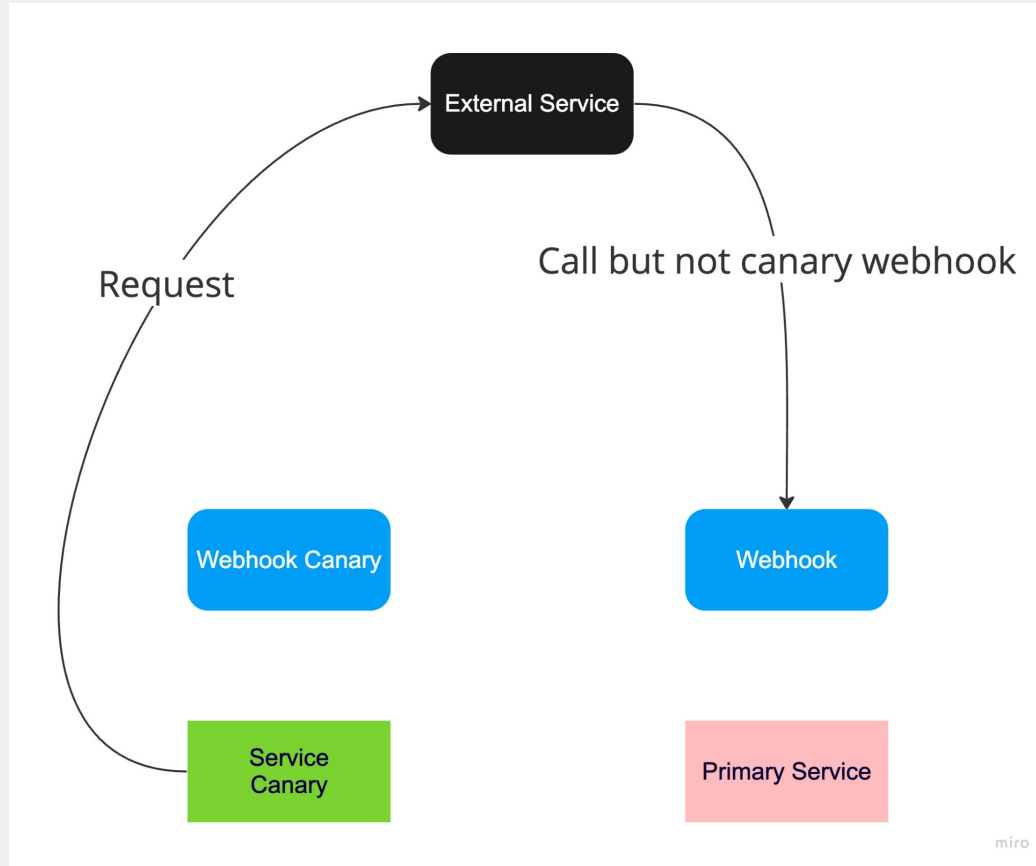 External Service
Call but not canary webhook
Request
Webhook Canary
Webhook
Service
Canary
Primary Service
miro